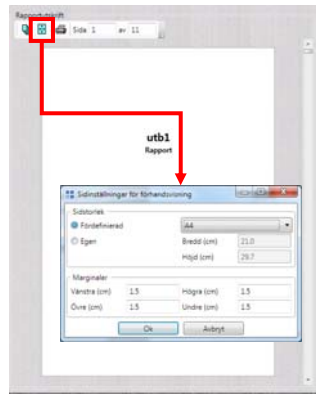 Rapportutskrift
Sida 1 av 11
utb1
Rapport
Sidinställningar för förhandsvisning
Sidstorlek
Fördefinierad A4
Egen Bredd (cm) 21.0
Höjd (cm) 29.7
Marginaler
Vänstra (cm) 1.5 Högra (cm) 1.5
Övre (cm) 1.5 Undre (cm) 1.5
Ok Avbryt